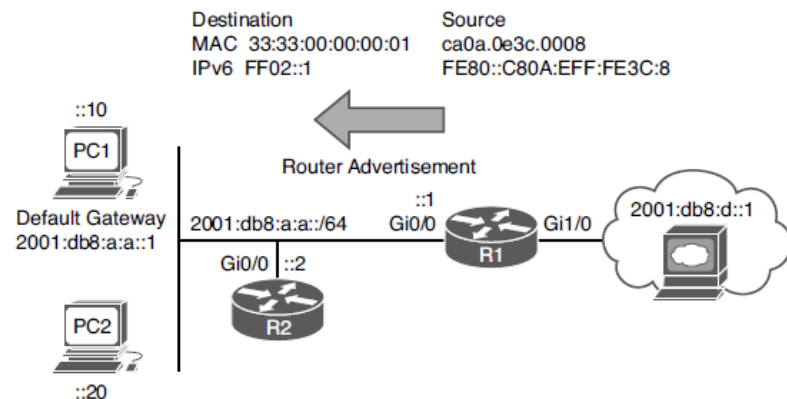 Destination
MAC 33:33:00:00:00:01
IPv6 FF02::1
Source
ca0a.0e3c.0008
FE80::C80A:EFF:FE3C:8
::10
PC1
Router Advertisement
Default Gateway
2001:db8:a:a::1
2001:db8:a:a::/64
::1
Gi0/0
R1
Gi1/0
2001:db8:d::1
Gi0/0
::2
R2
PC2
::20